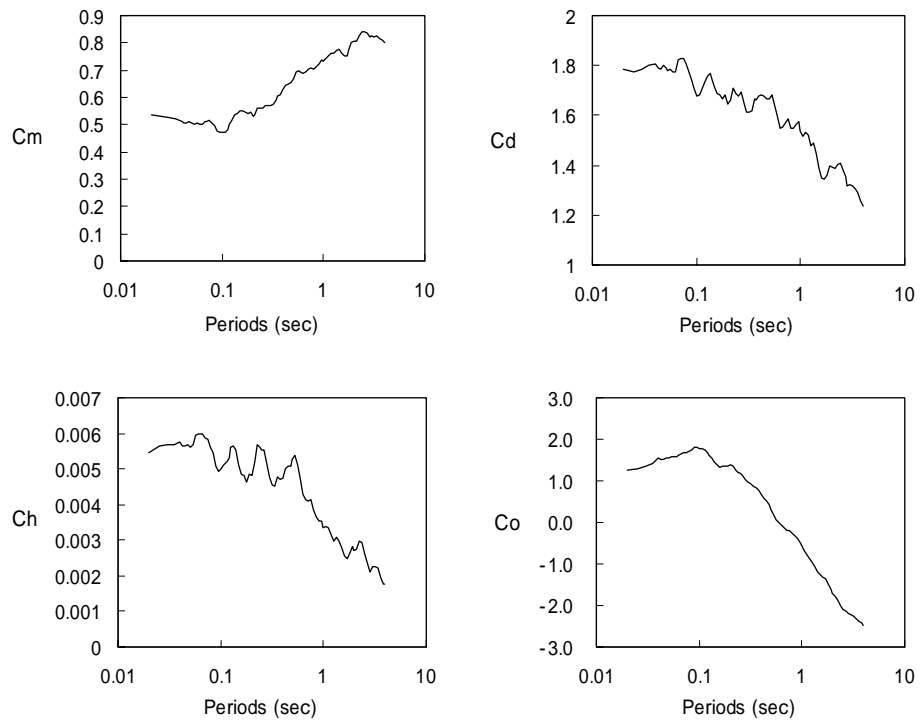 0.9
0.8
0.7
0.6
0.5
0.4
0.3
0.2
0.1
0
Cm
0.01 0.1 1 10
Periods (sec)
2
1.8
1.6
1.4
1.2
1
Cd
0.01 0.1 1 10
Periods (sec)
0.007
0.006
0.005
0.004
0.003
0.002
0.001
0
Ch
0.01 0.1 1 10
Periods (sec)
3.0
2.0
1.0
0.0
-1.0
-2.0
-3.0
Co
0.01 0.1 1 10
Periods (sec)